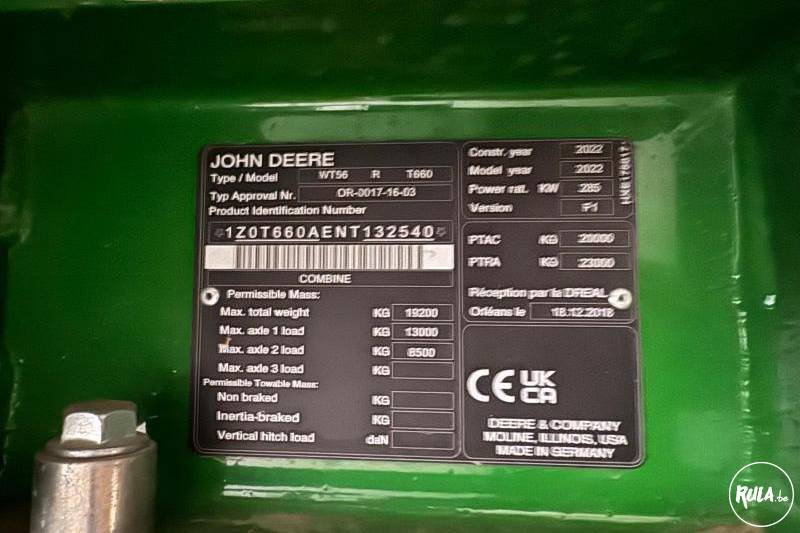 JOHN DEERE
Type / Model WT56 R T660
Typ Approval Nr. OR-0017-16-03
Product Identification Number
*1Z0T660AENT132540*
COMBINE
Permissible Mass:
Max. total weight KG 19200
Max. axle 1 load KG 13000
Max. axle 2 load KG 8500
Max. axle 3 load KG
Permissible Towable Mass:
Non braked KG
Inertia-braked KG
Vertical hitch load daN
Constr. year 2022
Model year 2022
Power rat. KW 285
Version F1
PTAC KG 20000
PTRA KG 23000
Réception par la DREAL
Orléans le 18.12.2018
CE UK
CA
DEERE & COMPANY
MOLINE, ILLINOIS, USA
MADE IN GERMANY
RULA.be